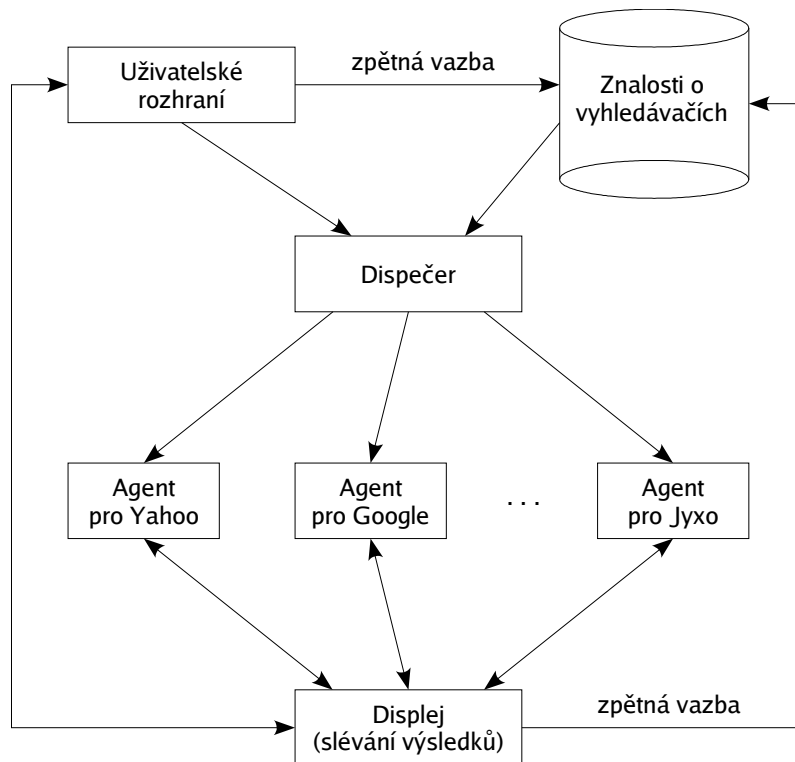 Uživatelské
rozhraní
zpětná vazba
Znalosti o
vyhledávačích
Dispečer
Agent
pro Yahoo
Agent
pro Google
. . .
Agent
pro Jyxo
Displej
(slévání výsledků)
zpětná vazba